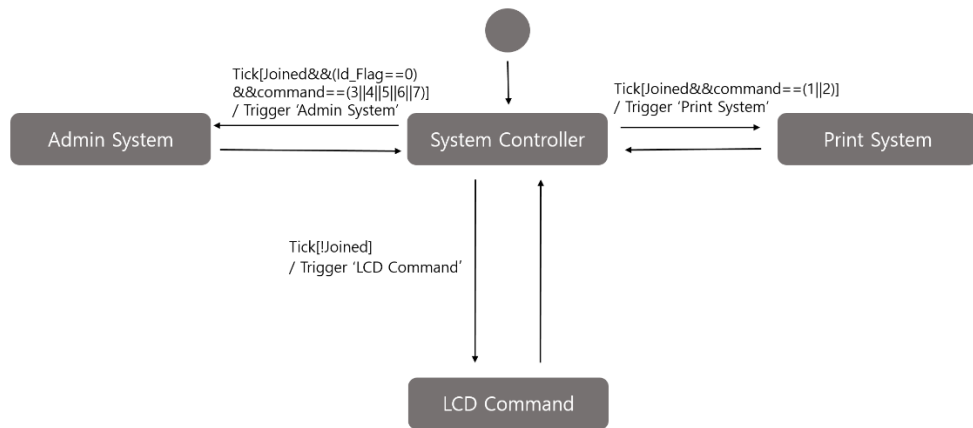 Tick[Joined&&(Id_Flag==0)
&&command==(3||4||5||6||7)]
/ Trigger ‘Admin System’
Tick[Joined&&command==(1||2)]
/ Trigger ‘Print System’
Admin System
System Controller
Print System
Tick[!Joined]
/ Trigger ‘LCD Command’
LCD Command